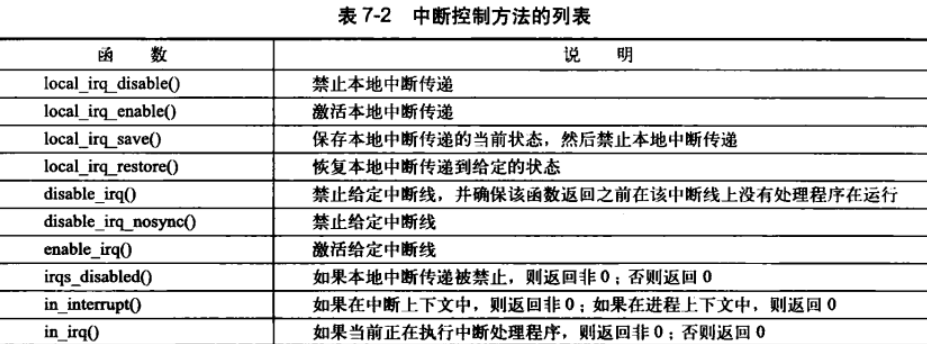 表 7-2 中断控制方法的列表
函 数 说 明
local_irq_disable() 禁止本地中断传递
local_irq_enable() 激活本地中断传递
local_irq_save() 保存本地中断传递的当前状态，然后禁止本地中断传递
local_irq_restore() 恢复本地中断传递到给定的状态
disable_irq() 禁止给定中断线，并确保该函数返回之前在该中断线上没有处理程序在运行
disable_irq_nosync() 禁止给定中断线
enable_irq() 激活给定中断线
irqs_disabled() 如果本地中断传递被禁止，则返回非 0；否则返回 0
in_interrupt() 如果在中断上下文中，则返回非 0；如果在进程上下文中，则返回 0
in_irq() 如果当前正在执行中断处理程序，则返回非 0；否则返回 0